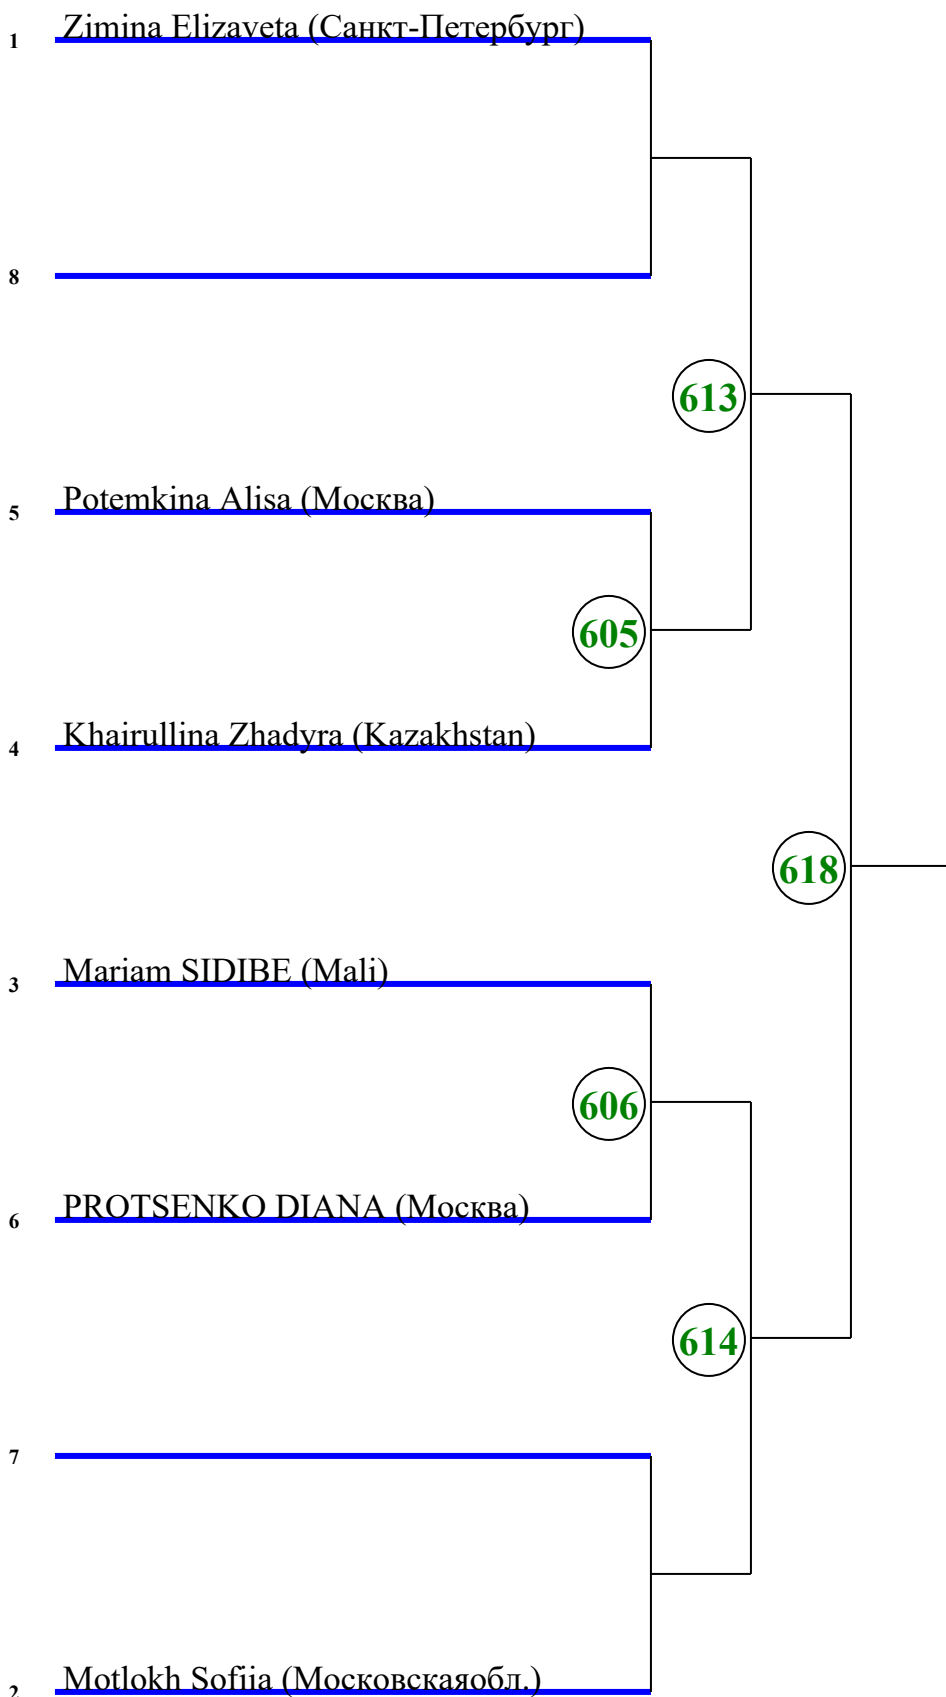 1 Zimina Elizaveta (Санкт-Петербург)
8
613
5 Potemkina Alisa (Москва)
605
4 Khairullina Zhadyra (Kazakhstan)
618
3 Mariam SIDIBE (Mali)
606
6 PROTSENKO DIANA (Москва)
614
7
2 Motlokh Sofiia (Московскаяобл.)